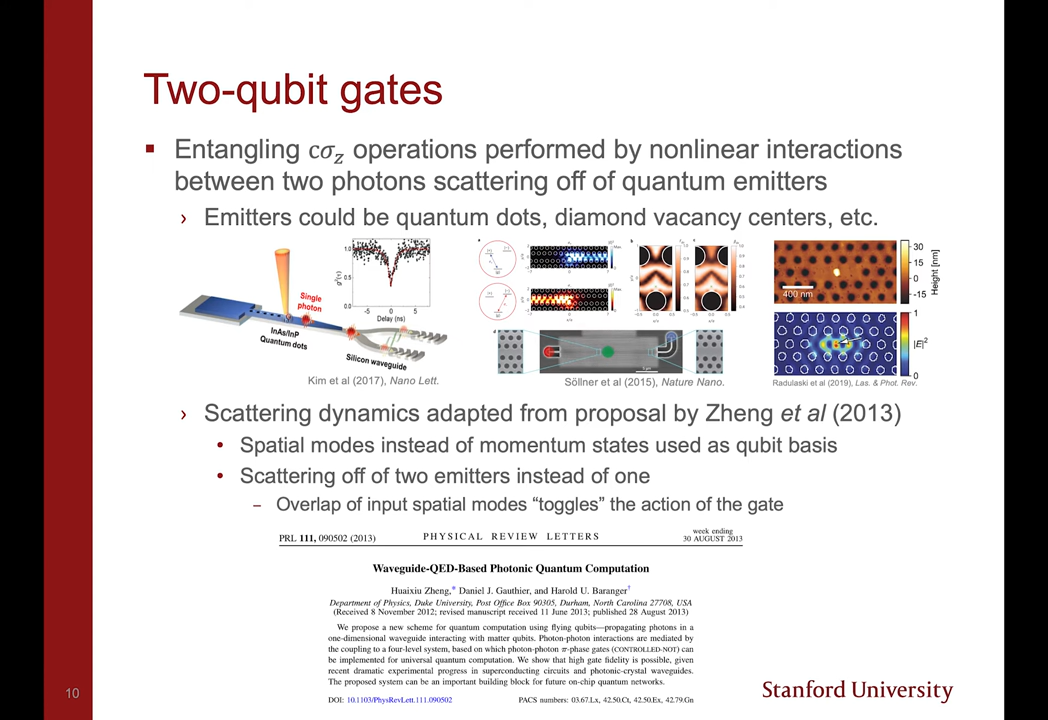 Two-qubit gates
Entangling cσz operations performed by nonlinear interactions
between two photons scattering off of quantum emitters
› Emitters could be quantum dots, diamond vacancy centers, etc.
1.0
0.5
0.0
g²(τ)
-5 0 5
Delay (ns)
Single
photon
InAs/InP
Quantum dots
Silicon waveguide
Kim et al (2017), Nano Lett.
Söllner et al (2015), Nature Nano.
400 nm
30
15
0
-15
Height [nm]
1
|E|²
0
Radulaski et al (2019), Las. & Phot. Rev.
› Scattering dynamics adapted from proposal by Zheng et al (2013)
• Spatial modes instead of momentum states used as qubit basis
• Scattering off of two emitters instead of one
– Overlap of input spatial modes “toggles” the action of the gate
PRL 111, 090502 (2013) PHYSICAL REVIEW LETTERS week ending
30 AUGUST 2013
Waveguide-QED-Based Photonic Quantum Computation
Huaixiu Zheng,* Daniel J. Gauthier, and Harold U. Baranger†
Department of Physics, Duke University, Post Office Box 90305, Durham, North Carolina 27708, USA
(Received 8 November 2012; revised manuscript received 11 June 2013; published 28 August 2013)
We propose a new scheme for quantum computation using flying qubits—propagating photons in a
one-dimensional waveguide interacting with matter qubits. Photon-photon interactions are mediated by
the coupling to a four-level system, based on which photon-photon π-phase gates (CONTROLLED-NOT) can
be implemented for universal quantum computation. We show that high gate fidelity is possible, given
recent dramatic experimental progress in superconducting circuits and photonic-crystal waveguides.
The proposed system can be an important building block for future on-chip quantum networks.
DOI: 10.1103/PhysRevLett.111.090502 PACS numbers: 03.67.Lx, 42.50.Ct, 42.50.Ex, 42.79.Gn
10
Stanford University